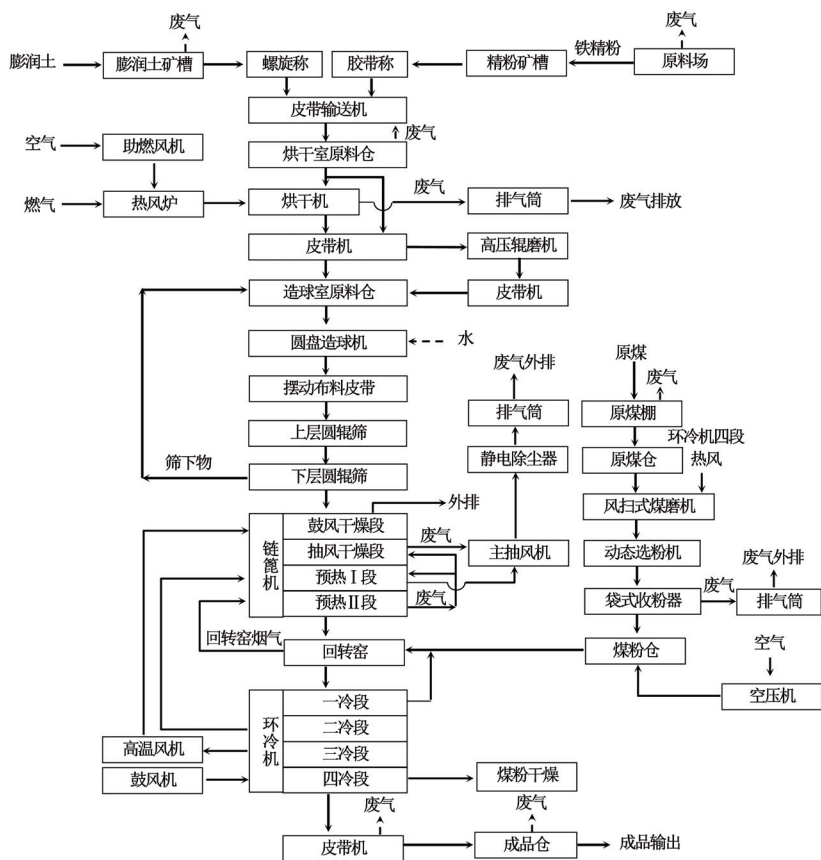 废气
废气
膨润土
膨润土矿槽
螺旋称
胶带称
精粉矿槽
铁精粉
原料场
皮带输送机
废气
空气
助燃风机
烘干室原料仓
废气
燃气
热风炉
烘干机
排气筒
废气排放
皮带机
高压辊磨机
造球室原料仓
皮带机
圆盘造球机
水
原煤
废气外排
废气
摆动布料皮带
排气筒
原煤棚
上层圆辊筛
环冷机四段
热风
筛下物
下层圆辊筛
静电除尘器
原煤仓
外排
风扫式煤磨机
链篦机
鼓风干燥段
废气
抽风干燥段
主抽风机
动态选粉机
废气外排
预热Ⅰ段
废气
预热Ⅱ段
废气
袋式收粉器
排气筒
回转窑烟气
回转窑
煤粉仓
空气
环冷机
一冷段
空压机
二冷段
高温风机
三冷段
鼓风机
四冷段
煤粉干燥
废气
废气
皮带机
成品仓
成品输出